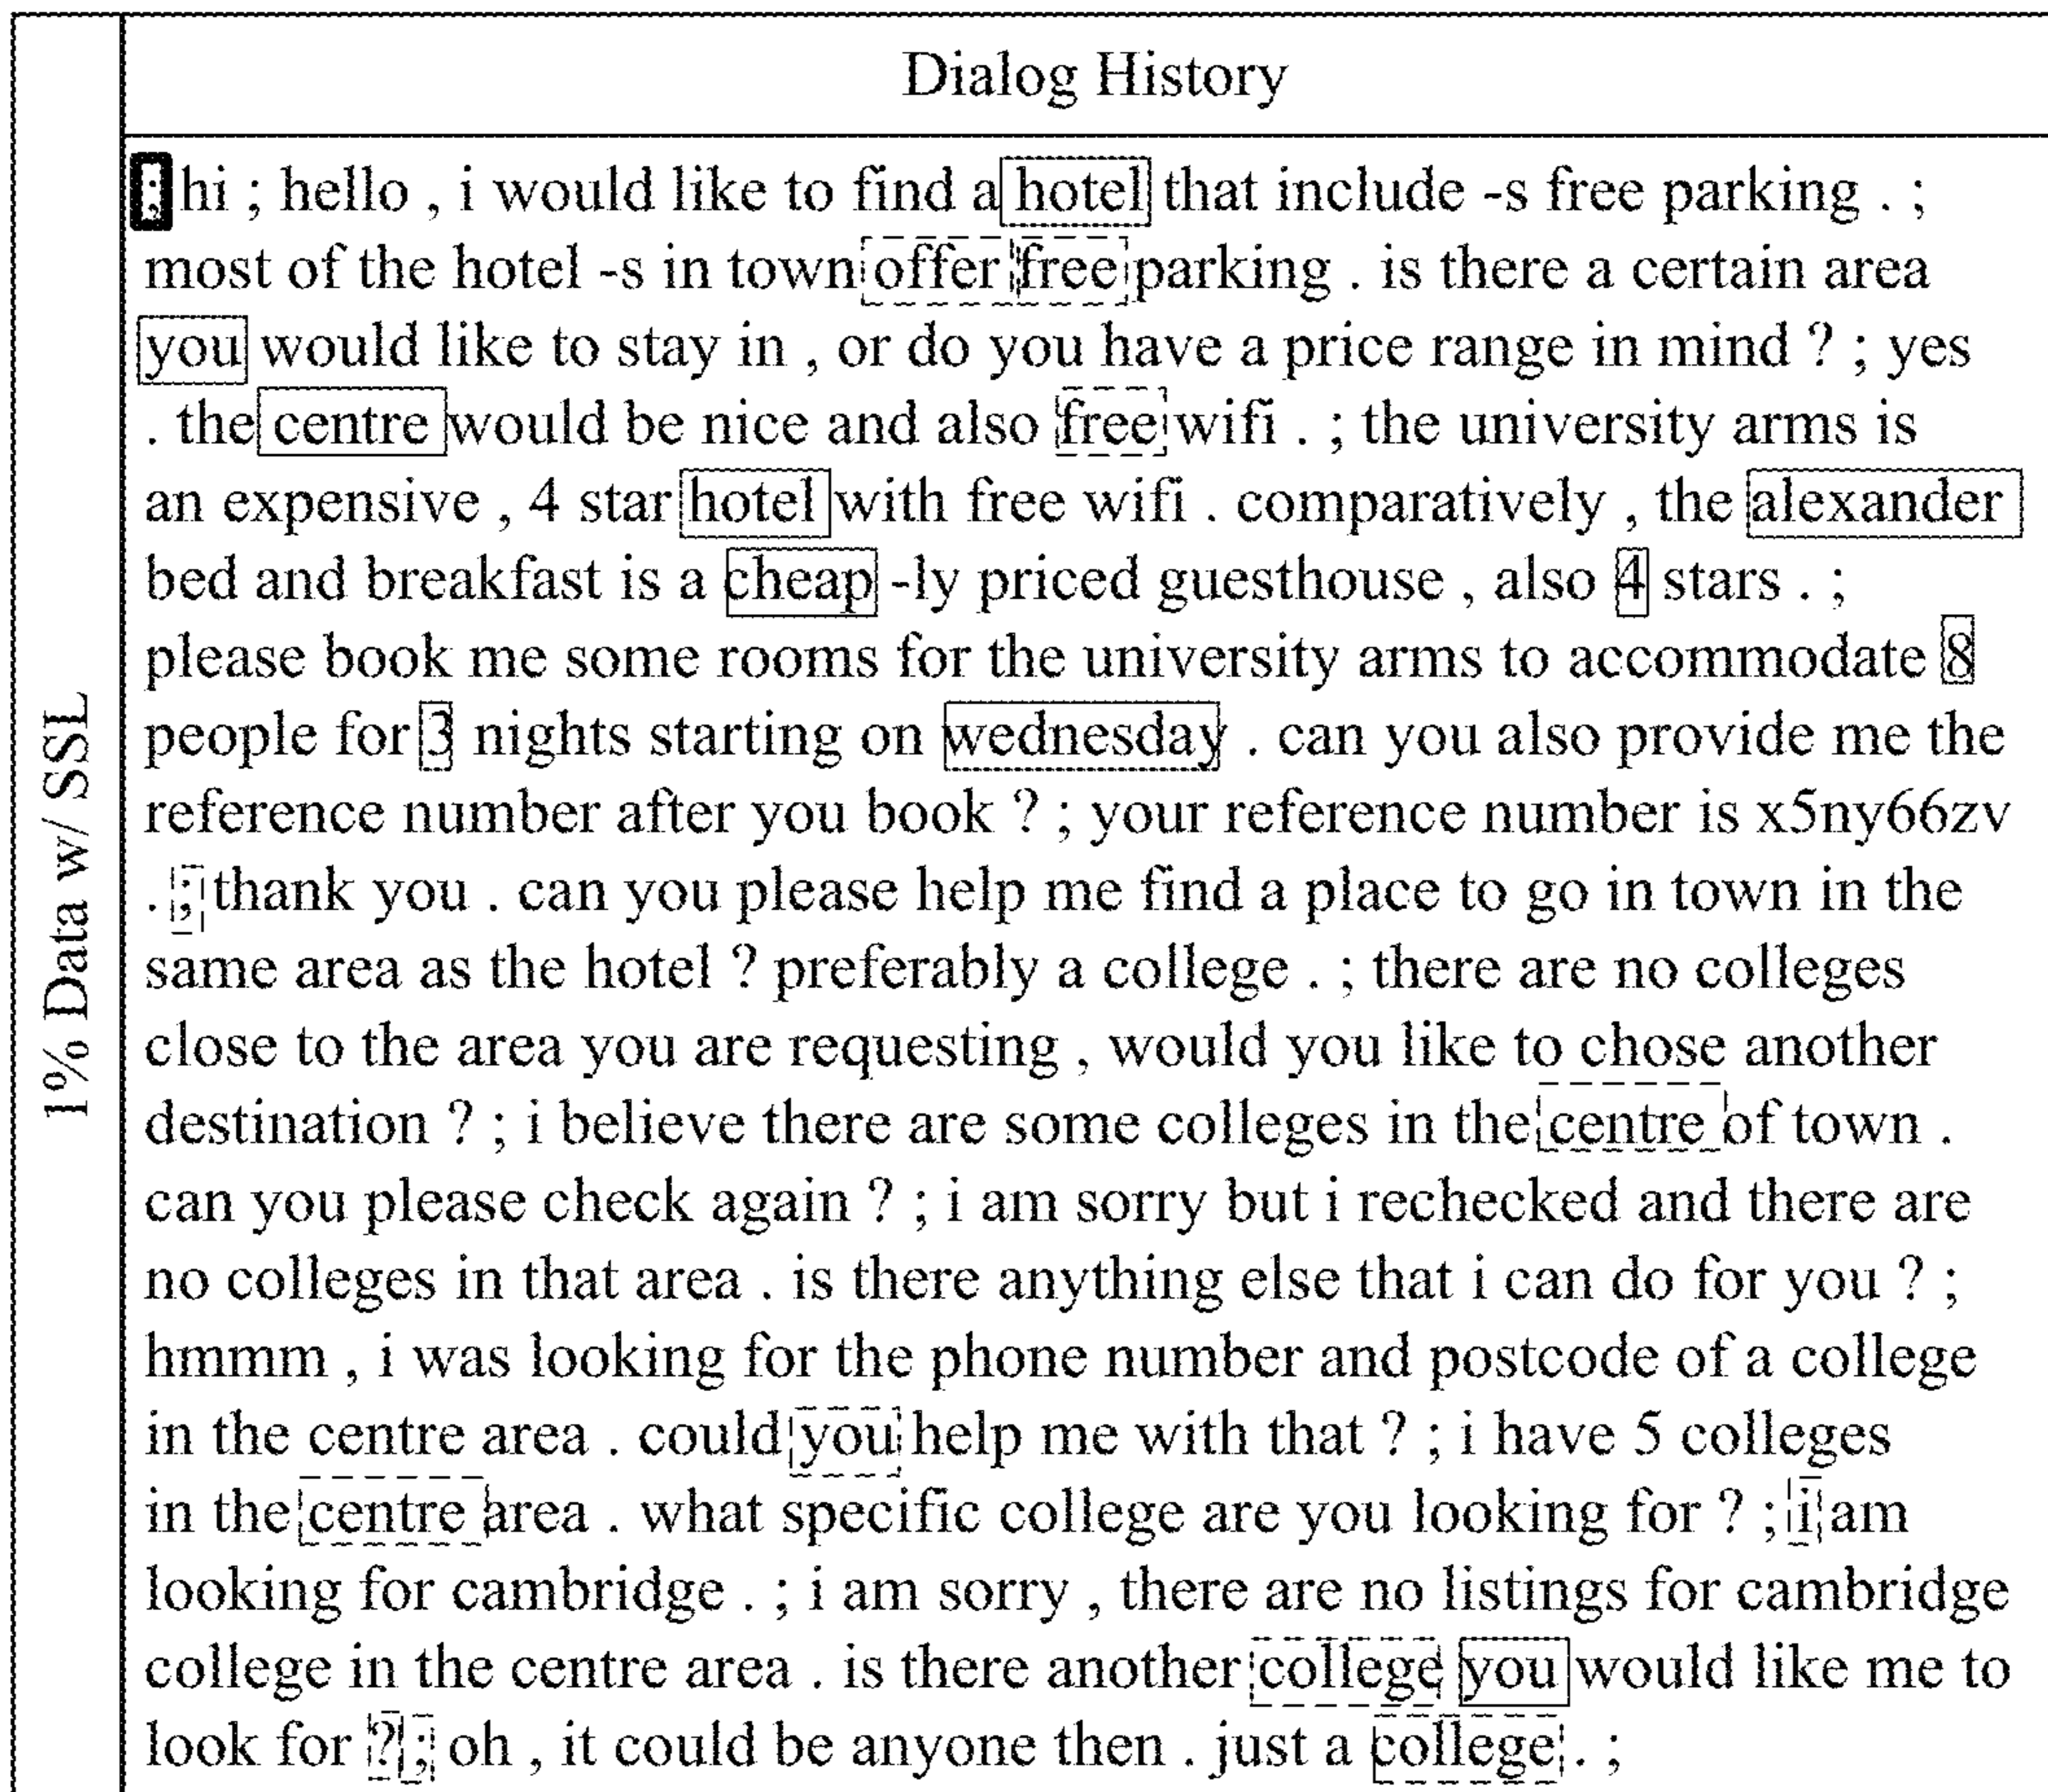 Dialog History
1% Data w/ SSL
; hi ; hello , i would like to find a hotel that include -s free parking . ;
most of the hotel -s in town offer free parking . is there a certain area
you would like to stay in , or do you have a price range in mind ? ; yes
. the centre would be nice and also free wifi . ; the university arms is
an expensive , 4 star hotel with free wifi . comparatively , the alexander
bed and breakfast is a cheap -ly priced guesthouse , also 4 stars . ;
please book me some rooms for the university arms to accommodate 8
people for 3 nights starting on wednesday . can you also provide me the
reference number after you book ? ; your reference number is x5ny66zv
. ; thank you . can you please help me find a place to go in town in the
same area as the hotel ? preferably a college . ; there are no colleges
close to the area you are requesting , would you like to chose another
destination ? ; i believe there are some colleges in the centre of town .
can you please check again ? ; i am sorry but i rechecked and there are
no colleges in that area . is there anything else that i can do for you ? ;
hmmm , i was looking for the phone number and postcode of a college
in the centre area . could you help me with that ? ; i have 5 colleges
in the centre area . what specific college are you looking for ? ; i am
looking for cambridge . ; i am sorry , there are no listings for cambridge
college in the centre area . is there another college you would like me to
look for ? ; oh , it could be anyone then . just a college . ;